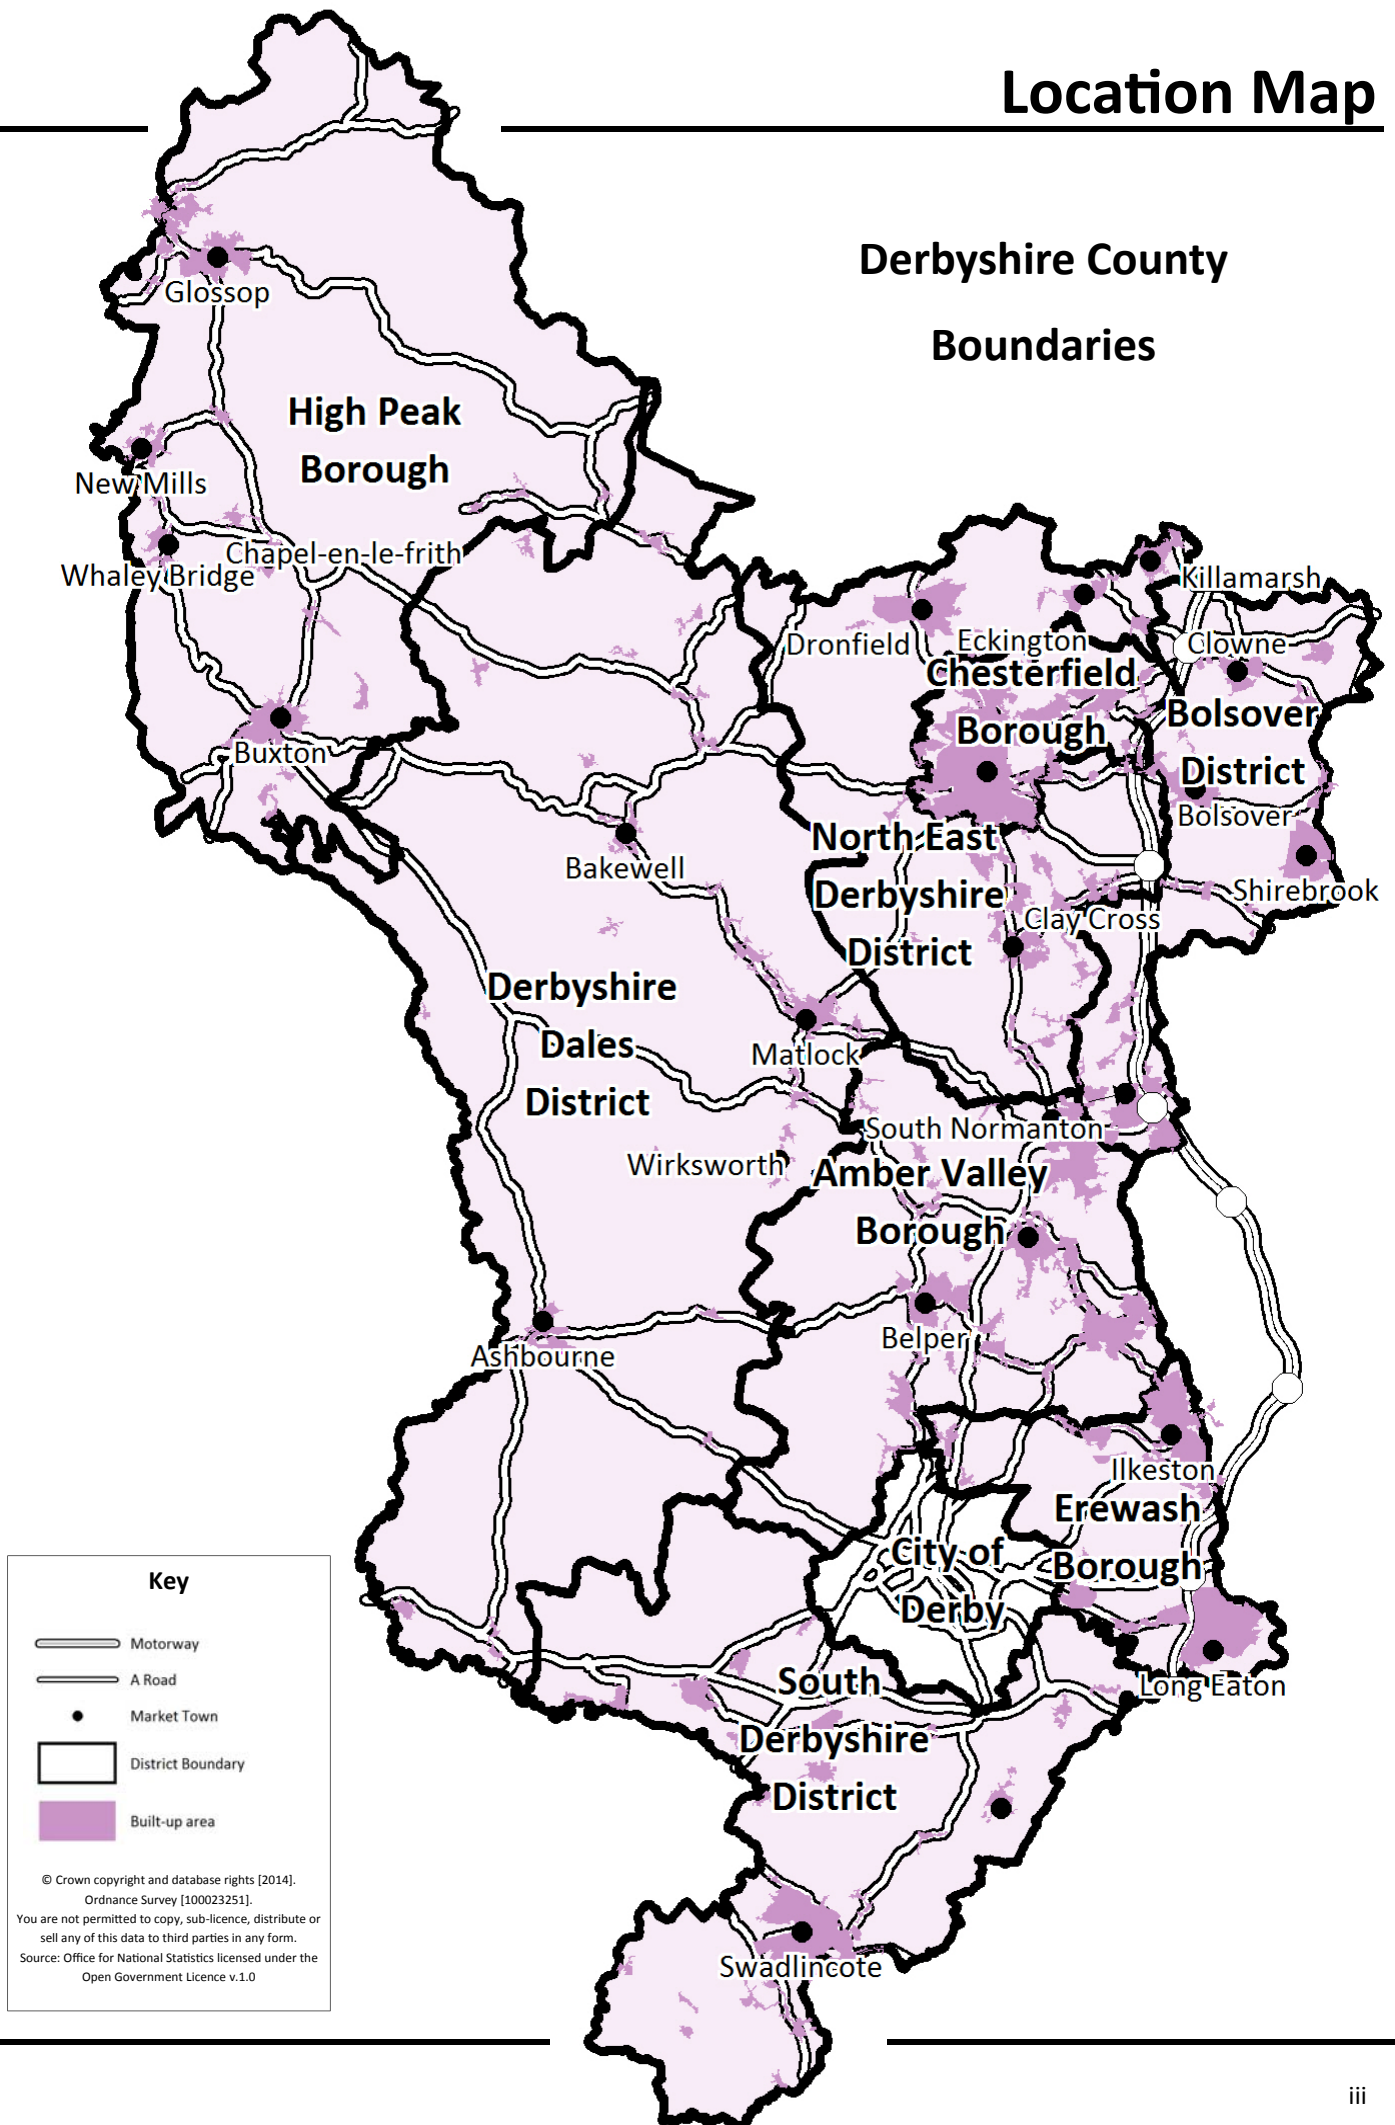 Location Map
Derbyshire County
Boundaries
Glossop
High Peak
Borough
New Mills
Chapel-en-le-frith
Whaley Bridge
Killamarsh
Dronfield
Eckington
Clowne
Chesterfield
Borough
Bolsover
District
Buxton
Bolsover
North East
Derbyshire
District
Bakewell
Shirebrook
Clay Cross
Derbyshire
Dales
District
Matlock
South Normanton
Wirksworth
Amber Valley
Borough
Belper
Ashbourne
Ilkeston
Erewash
Borough
City of
Derby
Long Eaton
South
Derbyshire
District
Swadlincote
Key
Motorway
A Road
Market Town
District Boundary
Built-up area
© Crown copyright and database rights [2014].
Ordnance Survey [100023251].
You are not permitted to copy, sub-licence, distribute or
sell any of this data to third parties in any form.
Source: Office for National Statistics licensed under the
Open Government Licence v.1.0
iii